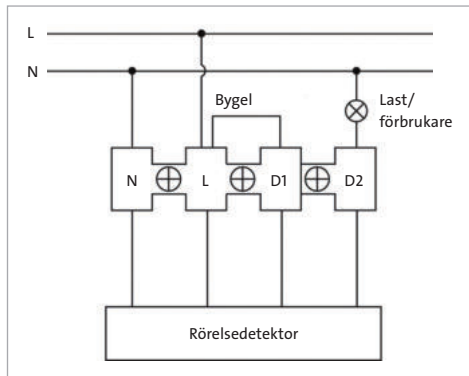 L
N
Bygel
Last/
förbrukare
N
L
D1
D2
Rörelsedetektor